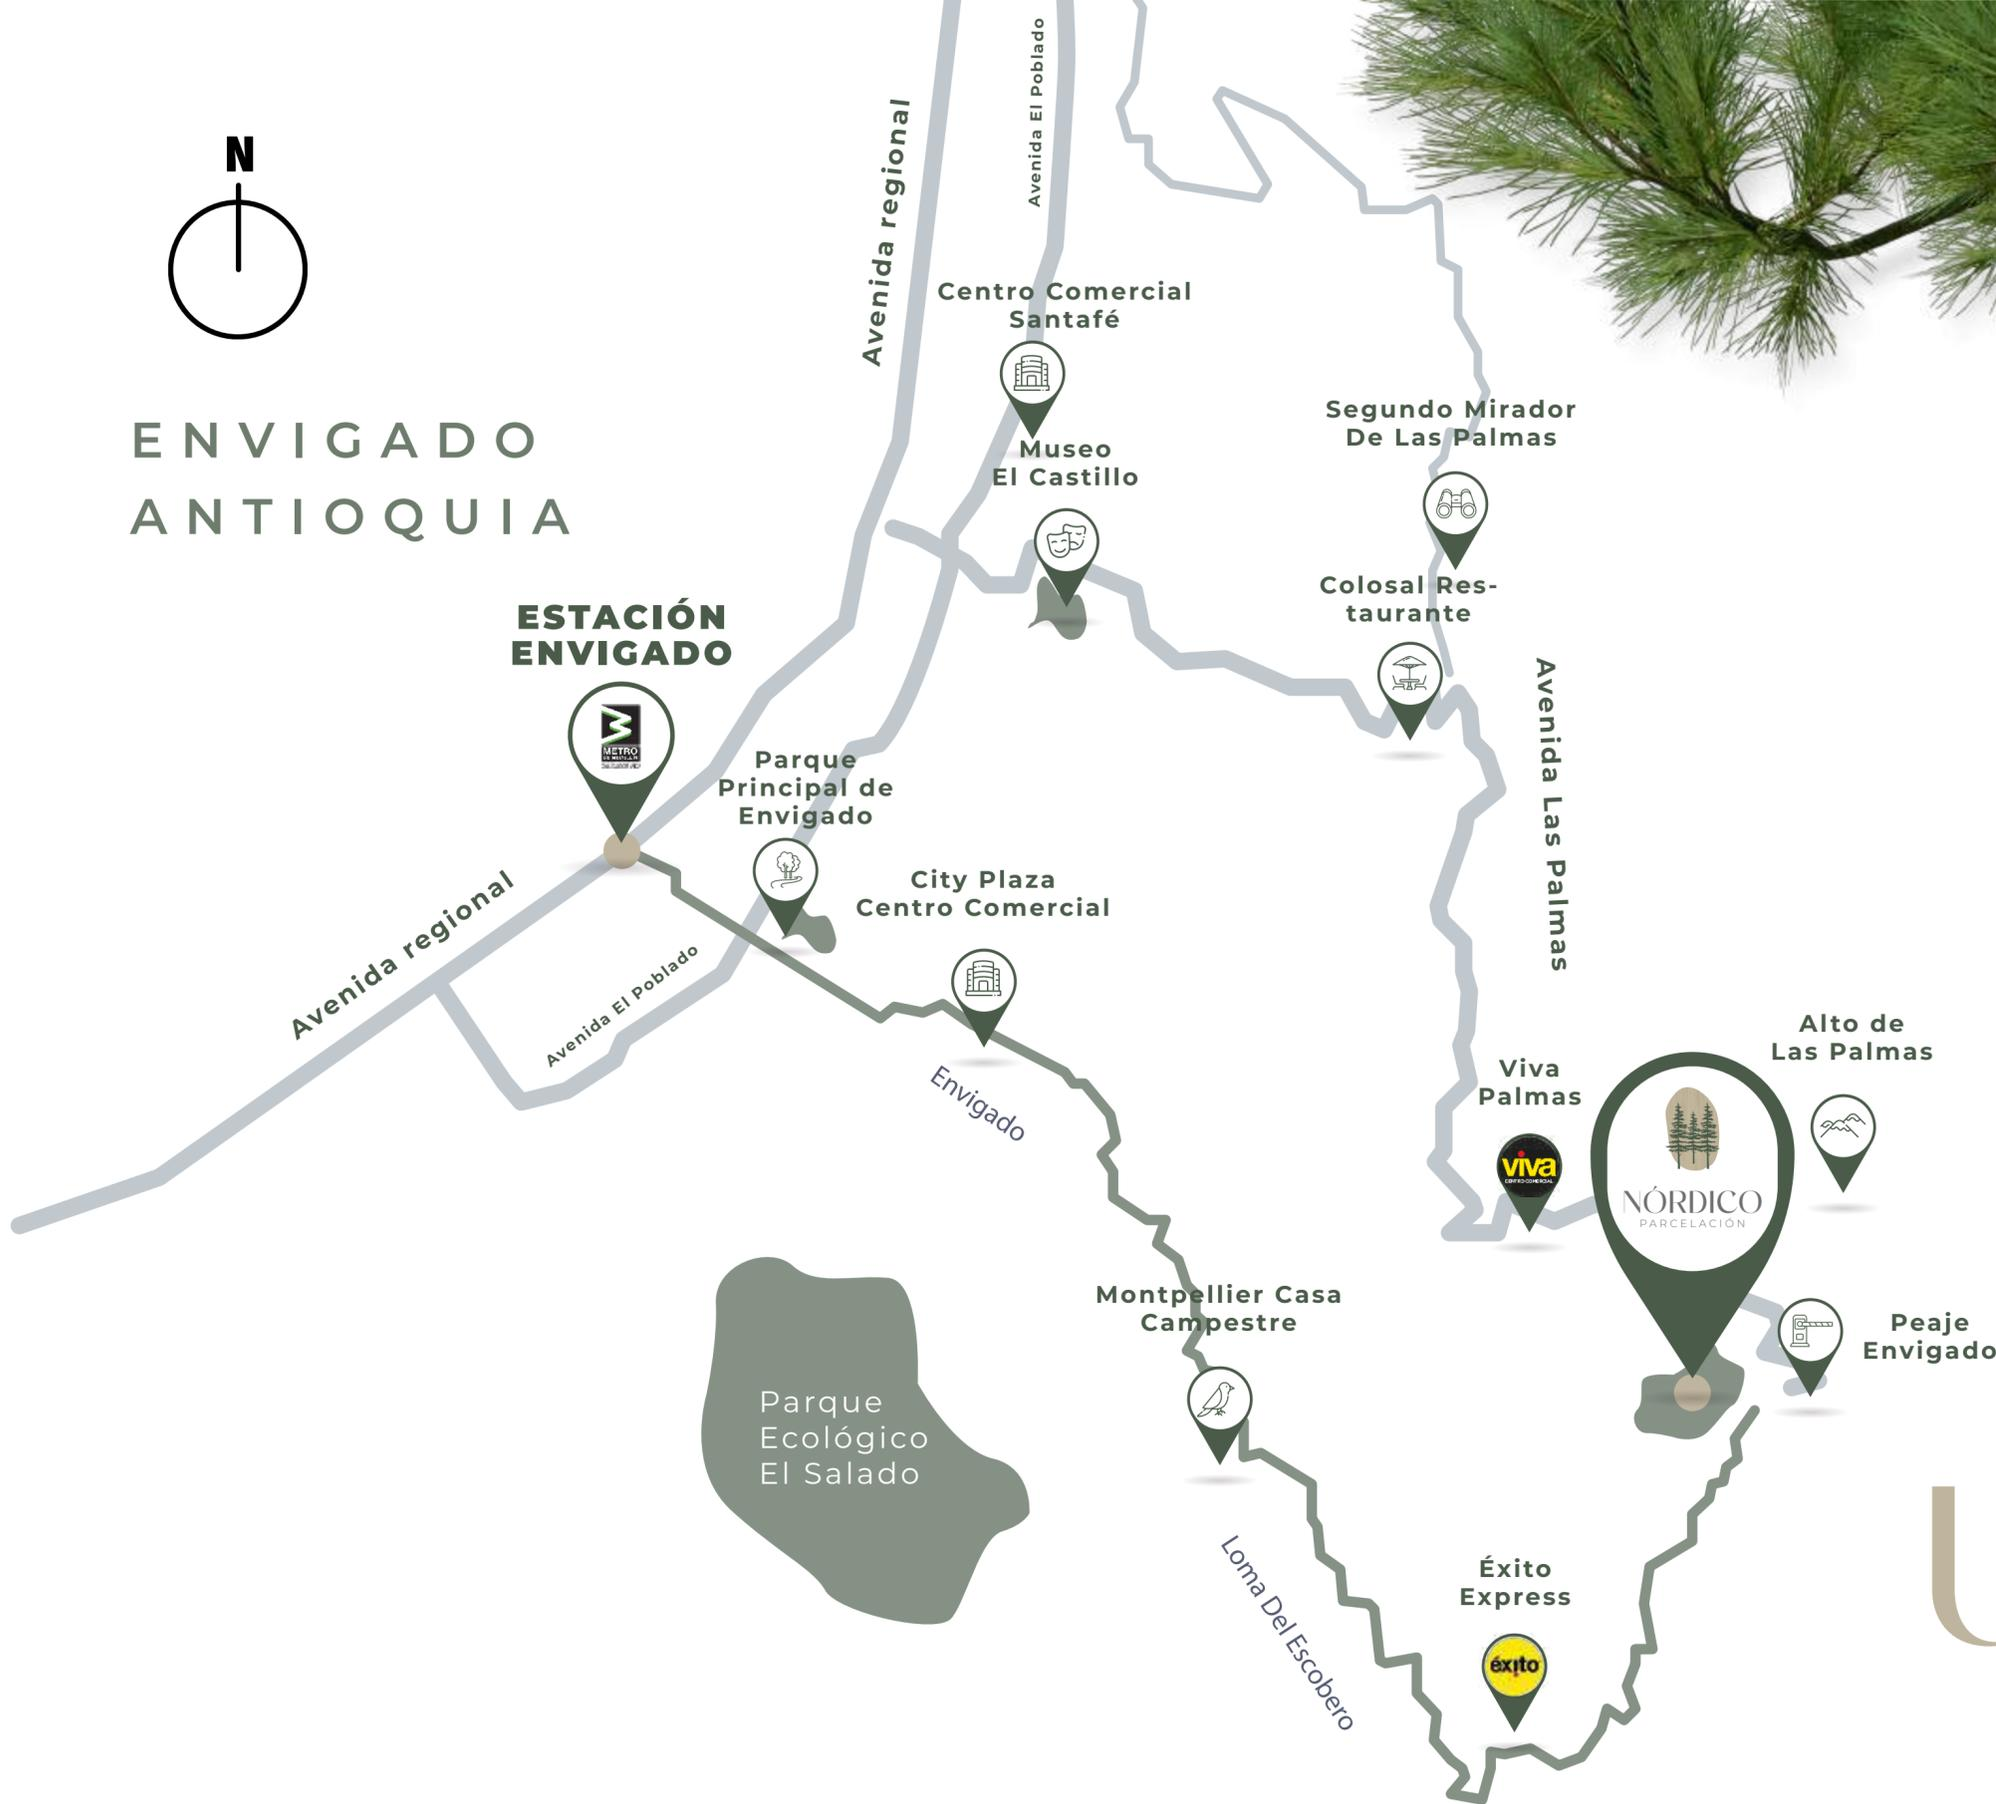 N
ENVIGADO
ANTIOQUIA
Avenida regional
Avenida El Poblado
Centro Comercial
Santafé
Museo
El Castillo
Segundo Mirador
De Las Palmas
Colosal Res-
taurante
ESTACIÓN
ENVIGADO
METRO
Parque
Principal de
Envigado
City Plaza
Centro Comercial
Avenida Las Palmas
Avenida regional
Avenida El Poblado
Envigado
Viva
Palmas
viva
CENTRO COMERCIAL
Alto de
Las Palmas
NÓRDICO
PARCELACIÓN
Peaje
Envigado
Montpellier Casa
Campestre
Parque
Ecológico
El Salado
Loma Del Escobero
Éxito
Express
éxito